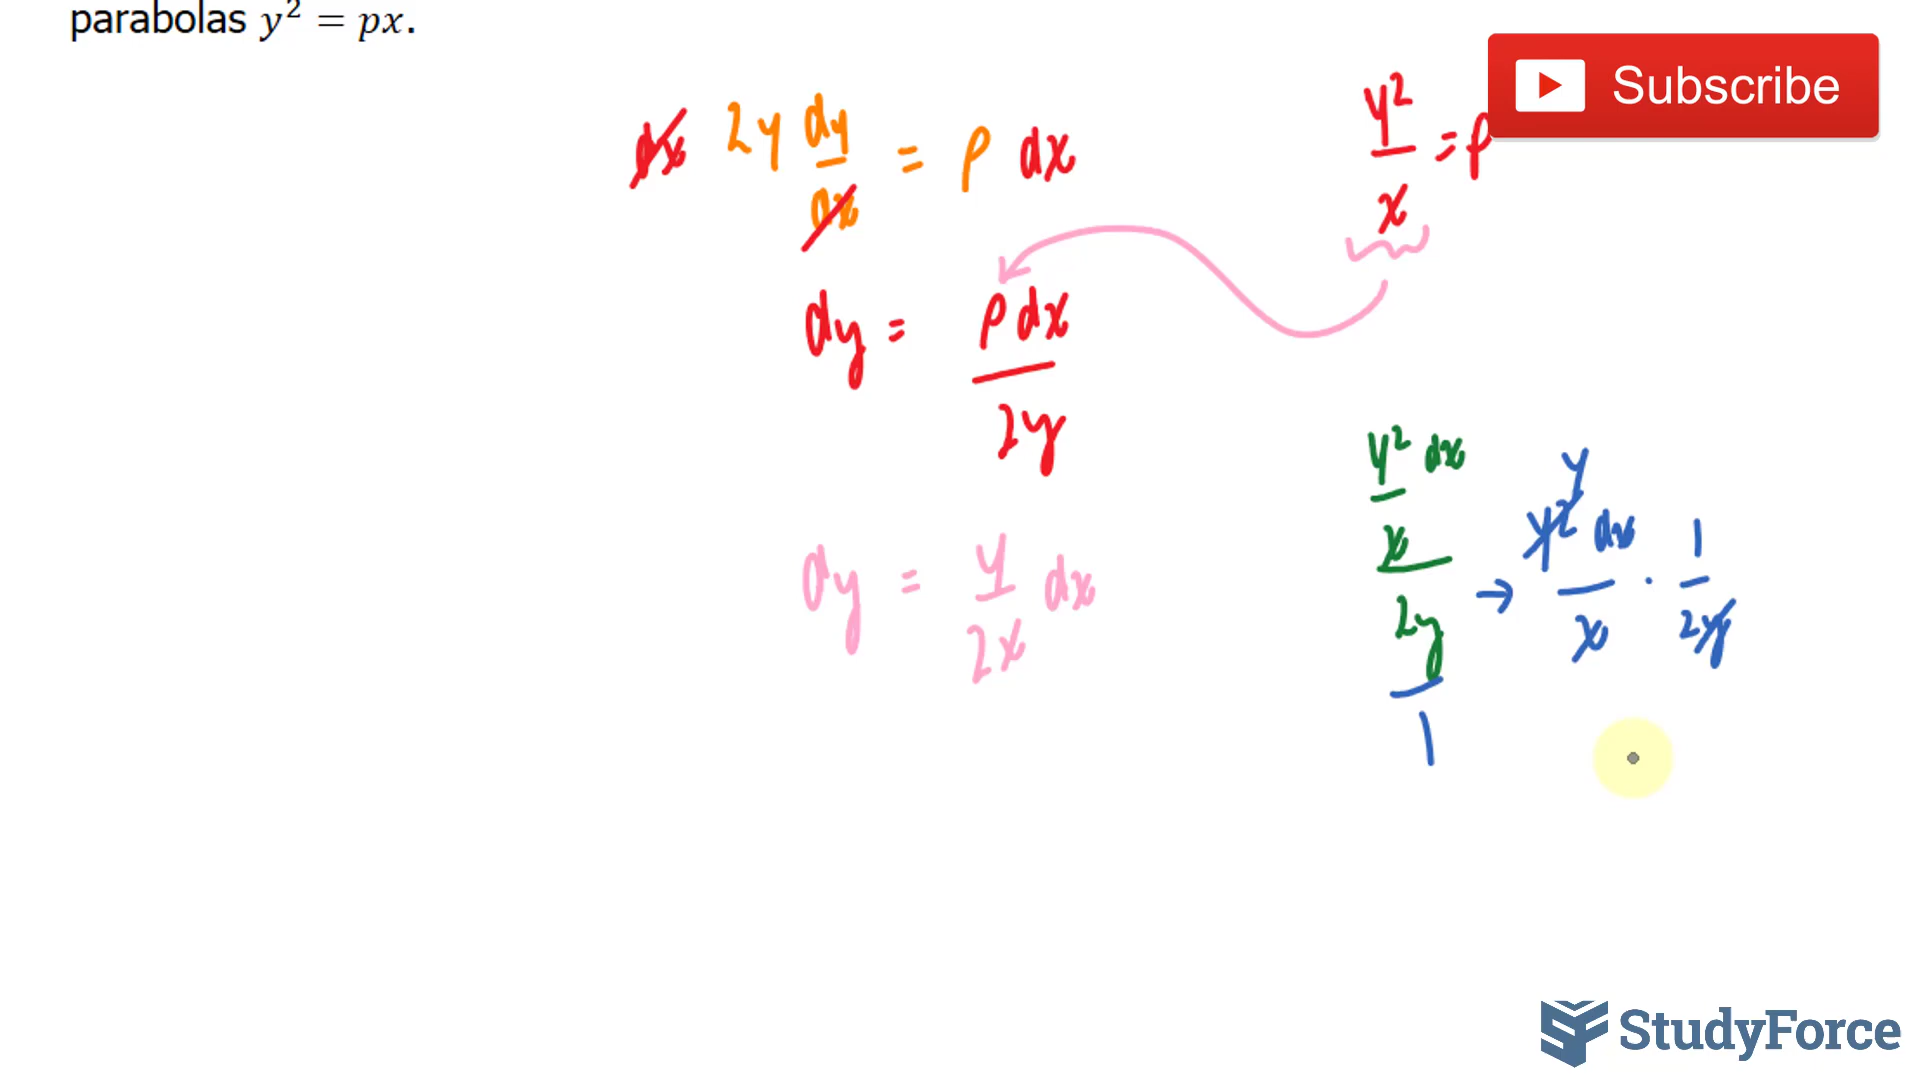 parabolas y² = px.
Subscribe
dx 2y dy/dx = p dx
y²/x = p
dy = p dx / 2y
y² dx / x / 2y / 1 → y y² dx / x · 1 / 2y
dy = y / 2x dx
StudyForce